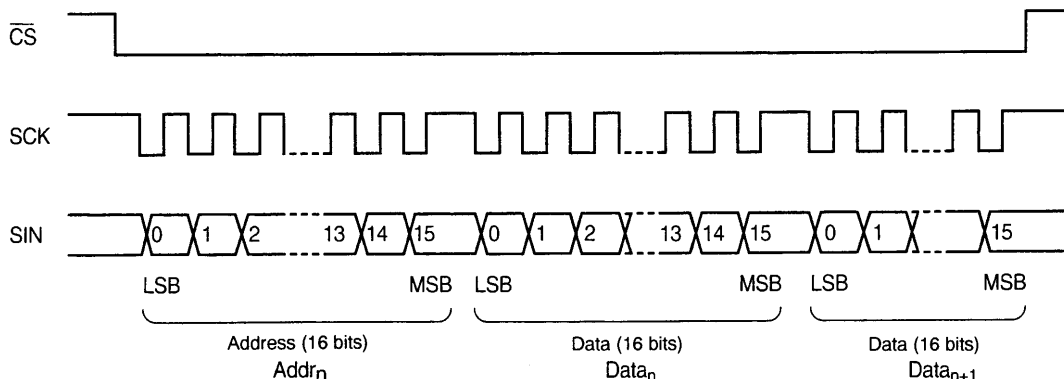 CS
SCK
SIN 0 1 2 13 14 15 0 1 2 13 14 15 0 1 15
LSB MSB LSB MSB LSB MSB
Address (16 bits) Data (16 bits) Data (16 bits)
Addrn Datan Datan+1